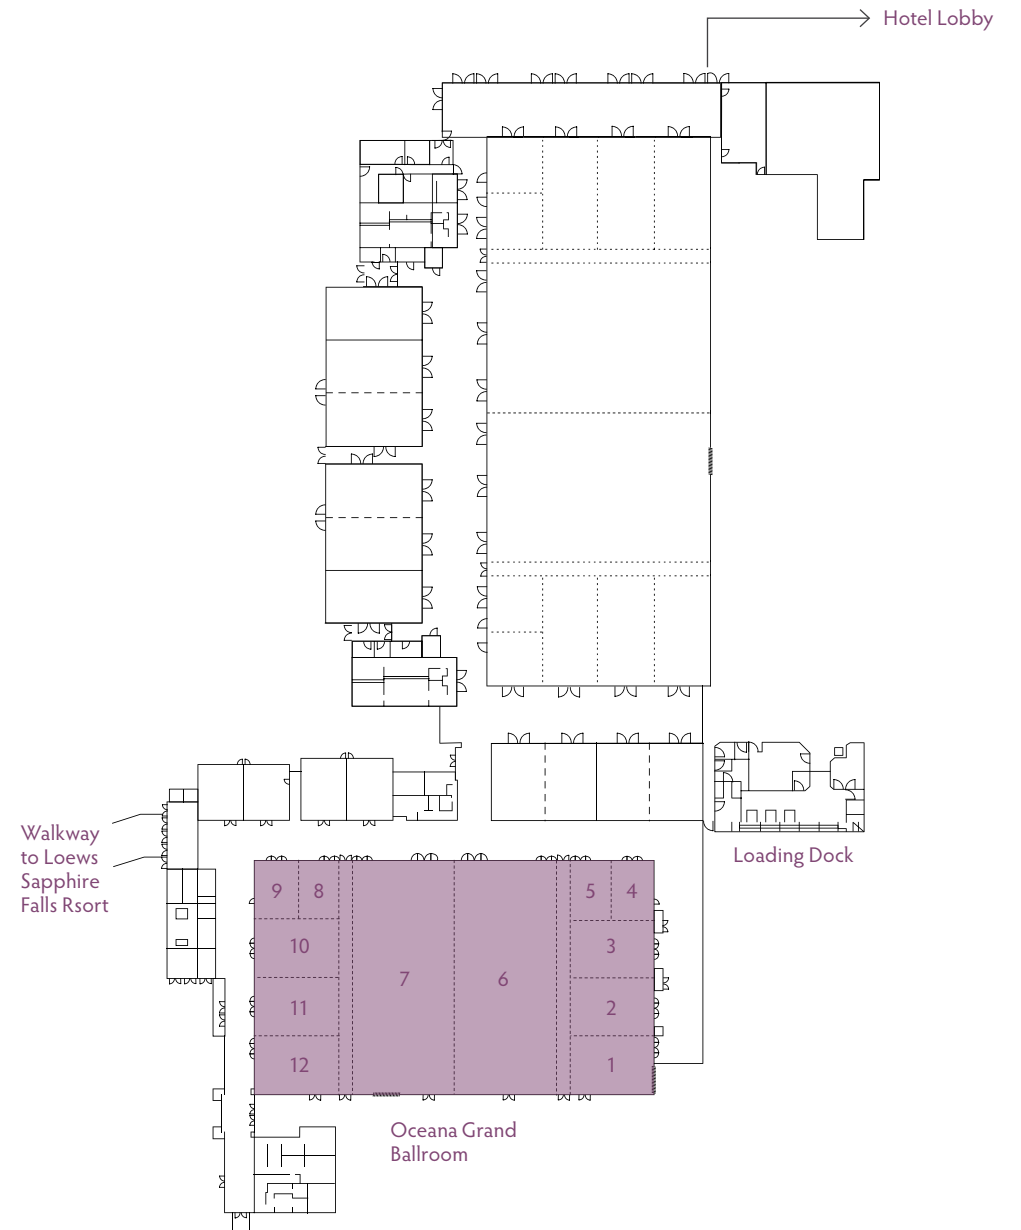 Hotel Lobby
Walkway
to Loews
Sapphire
Falls Rsort
Loading Dock
9 8 5 4
10 3
7 6
11 2
12 1
Oceana Grand
Ballroom